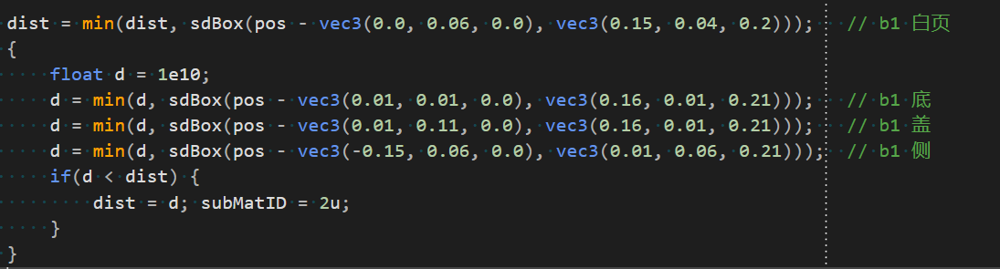 dist = min(dist, sdBox(pos - vec3(0.0, 0.06, 0.0), vec3(0.15, 0.04, 0.2))); // b1 白页
{
float d = 1e10;
d = min(d, sdBox(pos - vec3(0.01, 0.01, 0.0), vec3(0.16, 0.01, 0.21))); // b1 底
d = min(d, sdBox(pos - vec3(0.01, 0.11, 0.0), vec3(0.16, 0.01, 0.21))); // b1 盖
d = min(d, sdBox(pos - vec3(-0.15, 0.06, 0.0), vec3(0.01, 0.06, 0.21))); // b1 侧
if(d < dist) {
dist = d; subMatID = 2u;
}
}